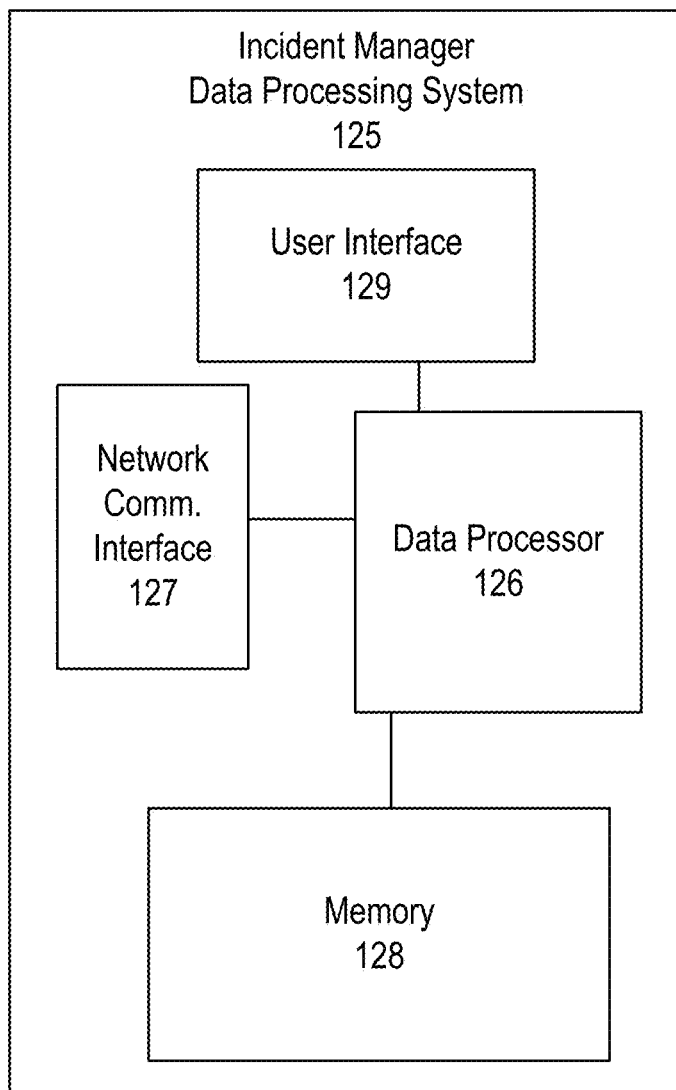 Incident Manager
Data Processing System
125
User Interface
129
Network
Comm.
Interface
127
Data Processor
126
Memory
128